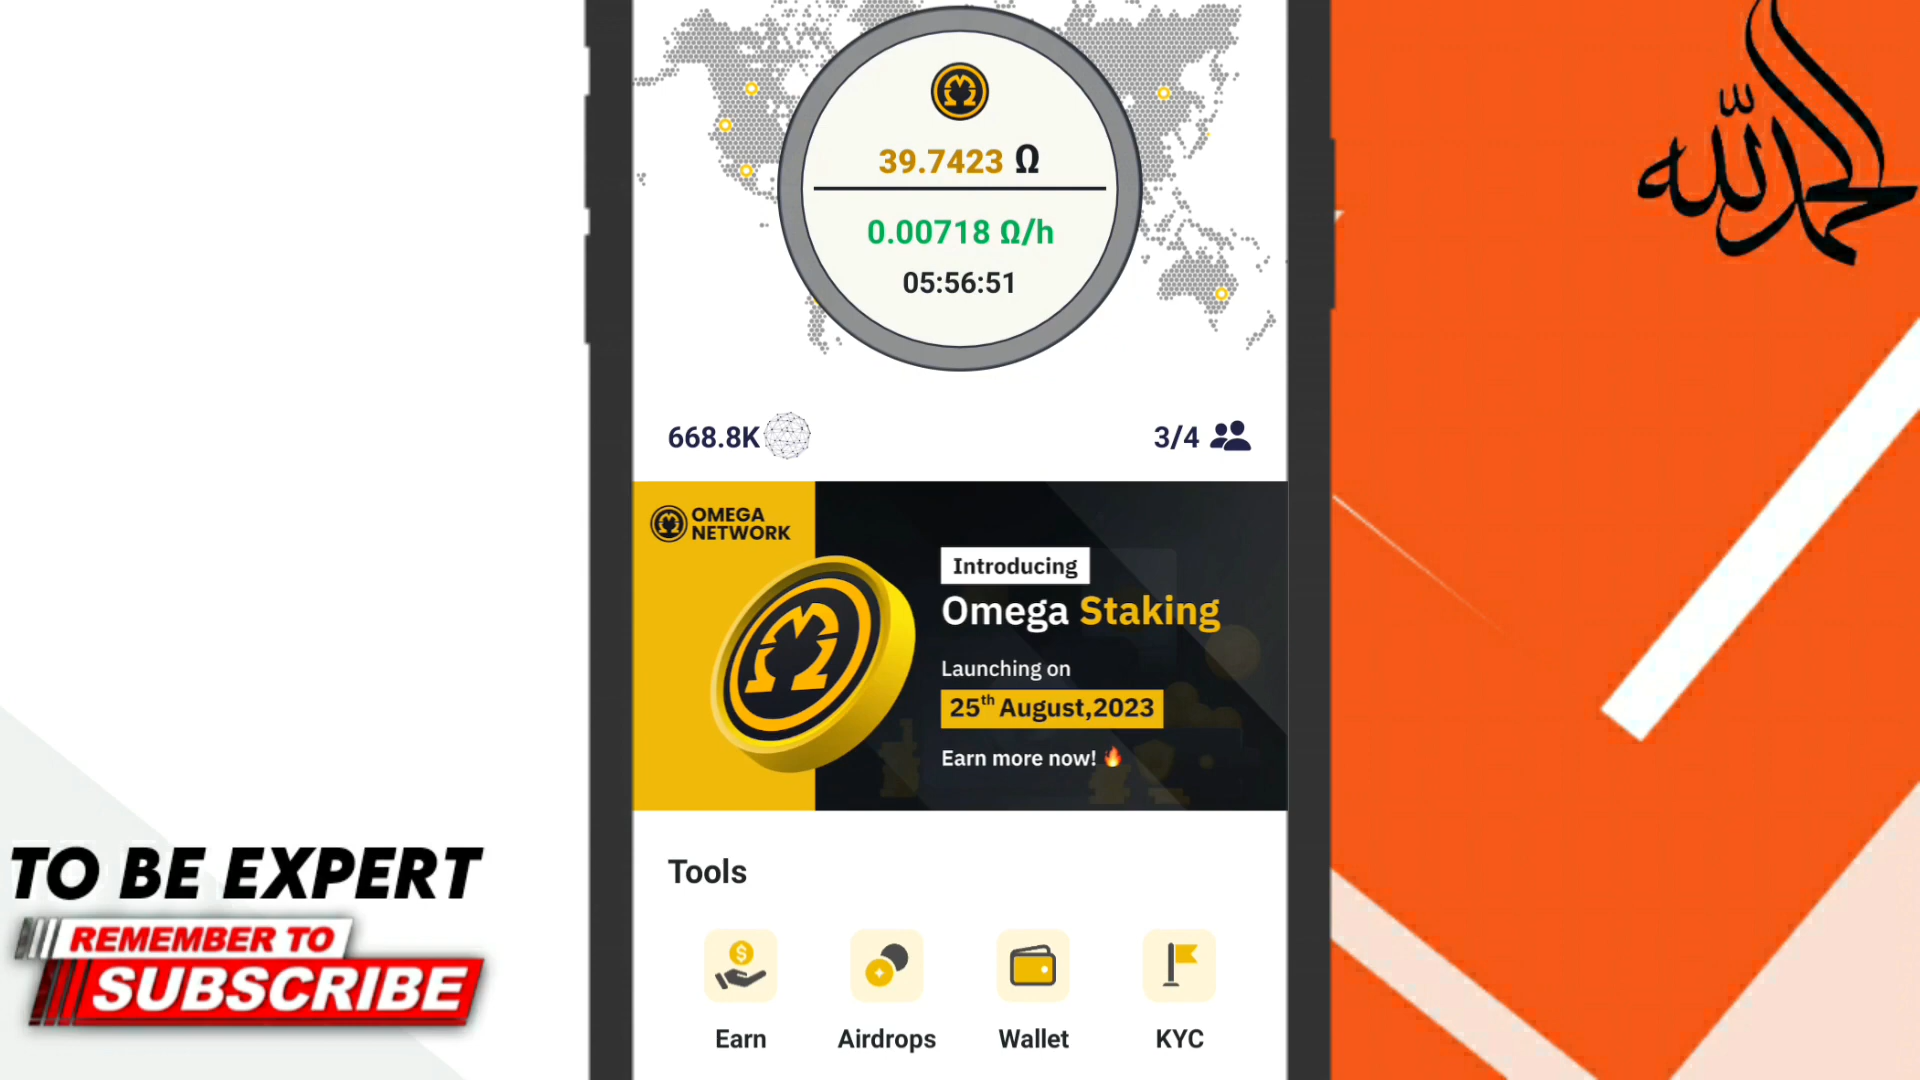 39.7423 Ω
0.00718 Ω/h
05:56:51
668.8K
3/4
OMEGA
NETWORK
Introducing
Omega Staking
Launching on
25th August,2023
Earn more now! 🔥
Tools
Earn
Airdrops
Wallet
KYC
TO BE EXPERT
REMEMBER TO
SUBSCRIBE
الحمد لله